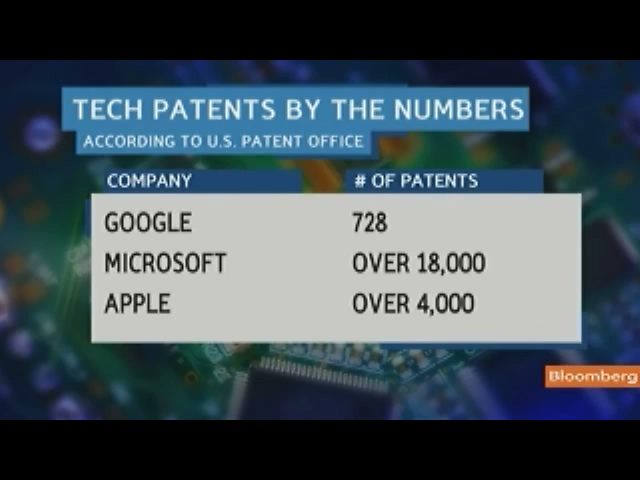 TECH PATENTS BY THE NUMBERS
ACCORDING TO U.S. PATENT OFFICE
COMPANY # OF PATENTS
GOOGLE 728
MICROSOFT OVER 18,000
APPLE OVER 4,000
Bloomberg